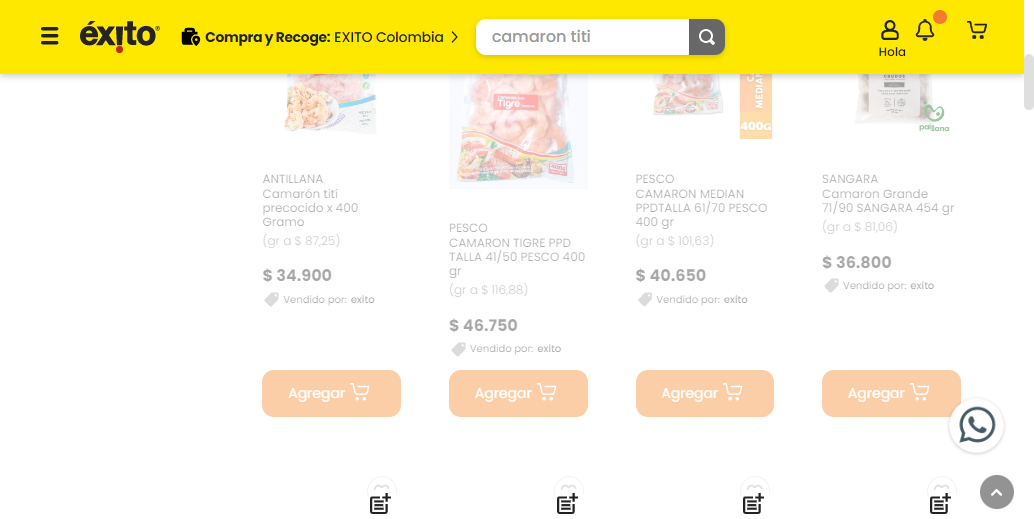 éxito
Compra y Recoge: EXITO Colombia
camaron titi
Hola
Tigre
400G
ANTILLANA
Camarón tití
precocido x 400
Gramo
(gr a $ 87,25)
$ 34.900
Vendido por: exito
Agregar
PESCO
CAMARON TIGRE PPD
TALLA 41/50 PESCO 400
gr
(gr a $ 116,88)
$ 46.750
Vendido por: exito
Agregar
PESCO
CAMARON MEDIAN
PPDTALLA 61/70 PESCO
400 gr
(gr a $ 101,63)
$ 40.650
Vendido por: exito
Agregar
SANGARA
Camaron Grande
71/90 SANGARA 454 gr
(gr a $ 81,06)
$ 36.800
Vendido por: exito
Agregar